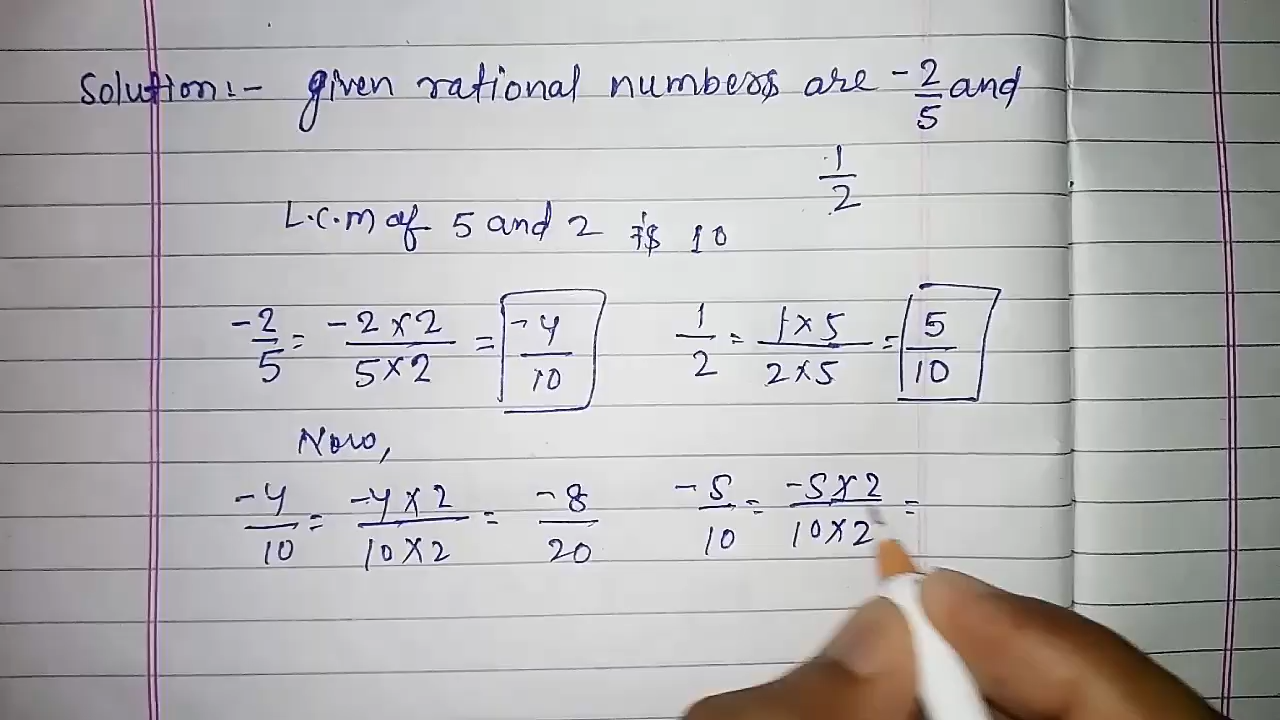 Solution:- given rational numbers are -2/5 and
1/2
L.C.M of 5 and 2 is 10
-2/5 = -2×2/5×2 = -4/10 1/2 = 1×5/2×5 = 5/10
Now,
-4/10 = -4×2/10×2 = -8/20 -5/10 = -5×2/10×2 =